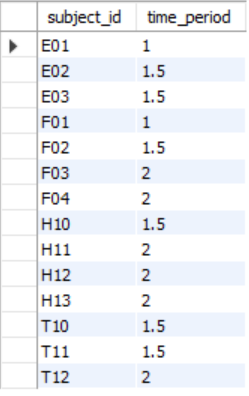 subject_id time_period
E01 1
E02 1.5
E03 1.5
F01 1
F02 1.5
F03 2
F04 2
H10 1.5
H11 2
H12 2
H13 2
T10 1.5
T11 1.5
T12 2